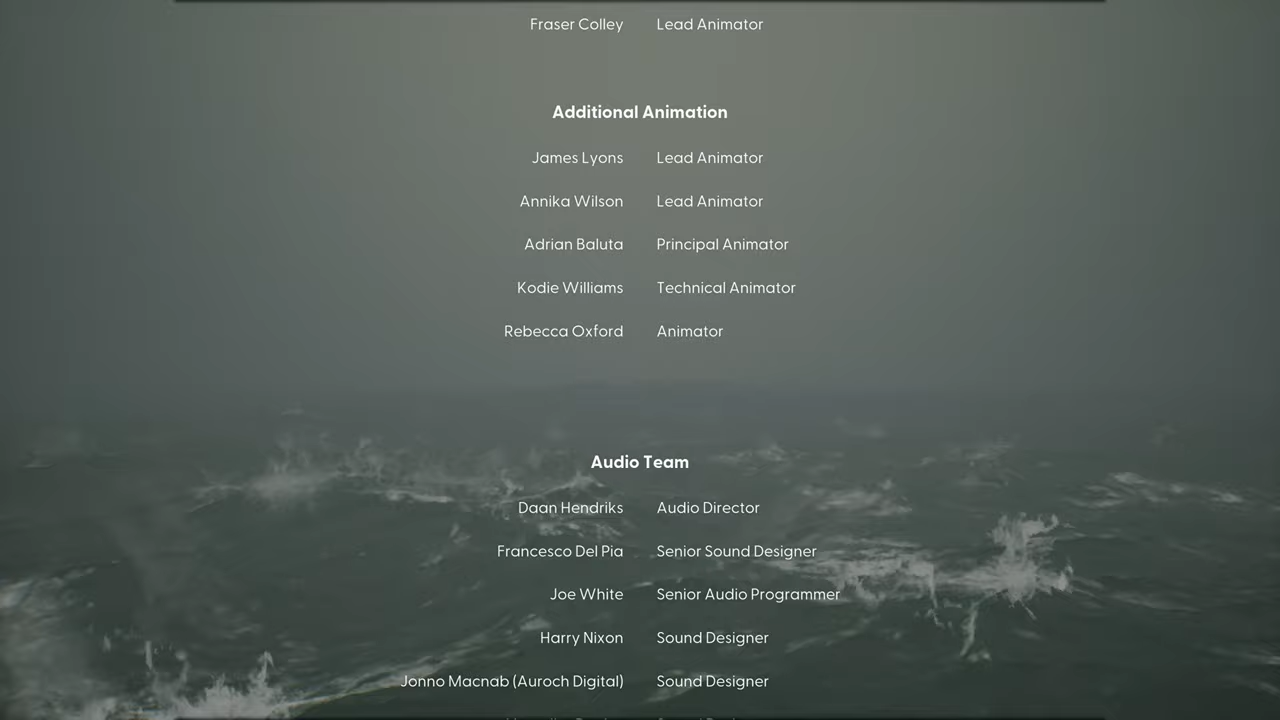 Fraser Colley Lead Animator
Additional Animation
James Lyons Lead Animator
Annika Wilson Lead Animator
Adrian Baluta Principal Animator
Kodie Williams Technical Animator
Rebecca Oxford Animator
Audio Team
Daan Hendriks Audio Director
Francesco Del Pia Senior Sound Designer
Joe White Senior Audio Programmer
Harry Nixon Sound Designer
Jonno Macnab (Auroch Digital) Sound Designer